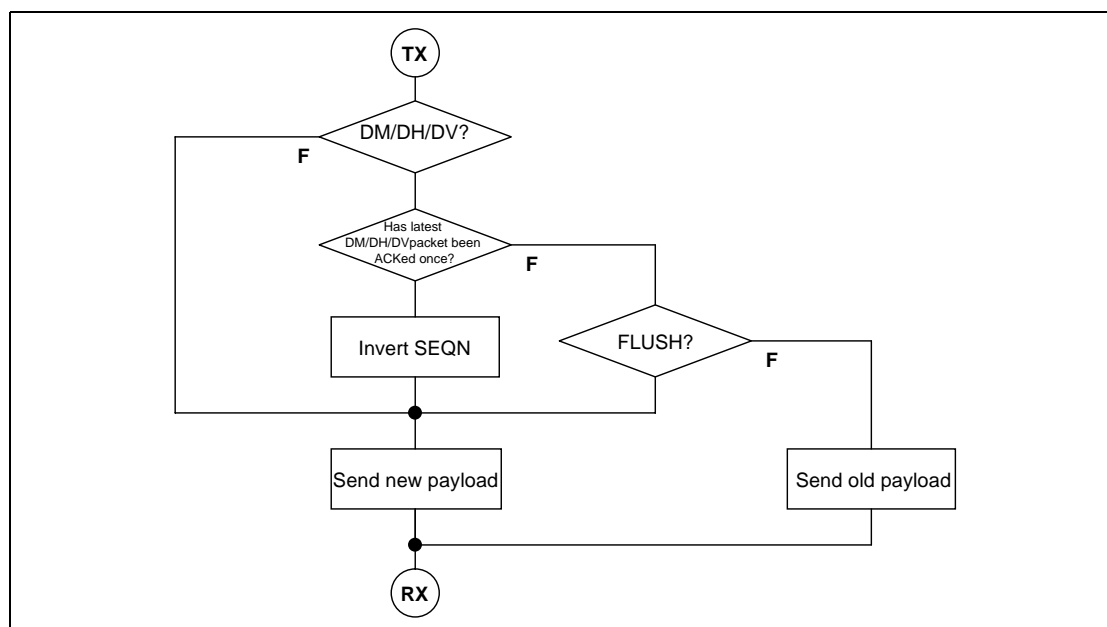 TX
DM/DH/DV?
F
Has latest
DM/DH/DVpacket been
ACKed once?
F
Invert SEQN
FLUSH?
F
Send new payload
Send old payload
RX